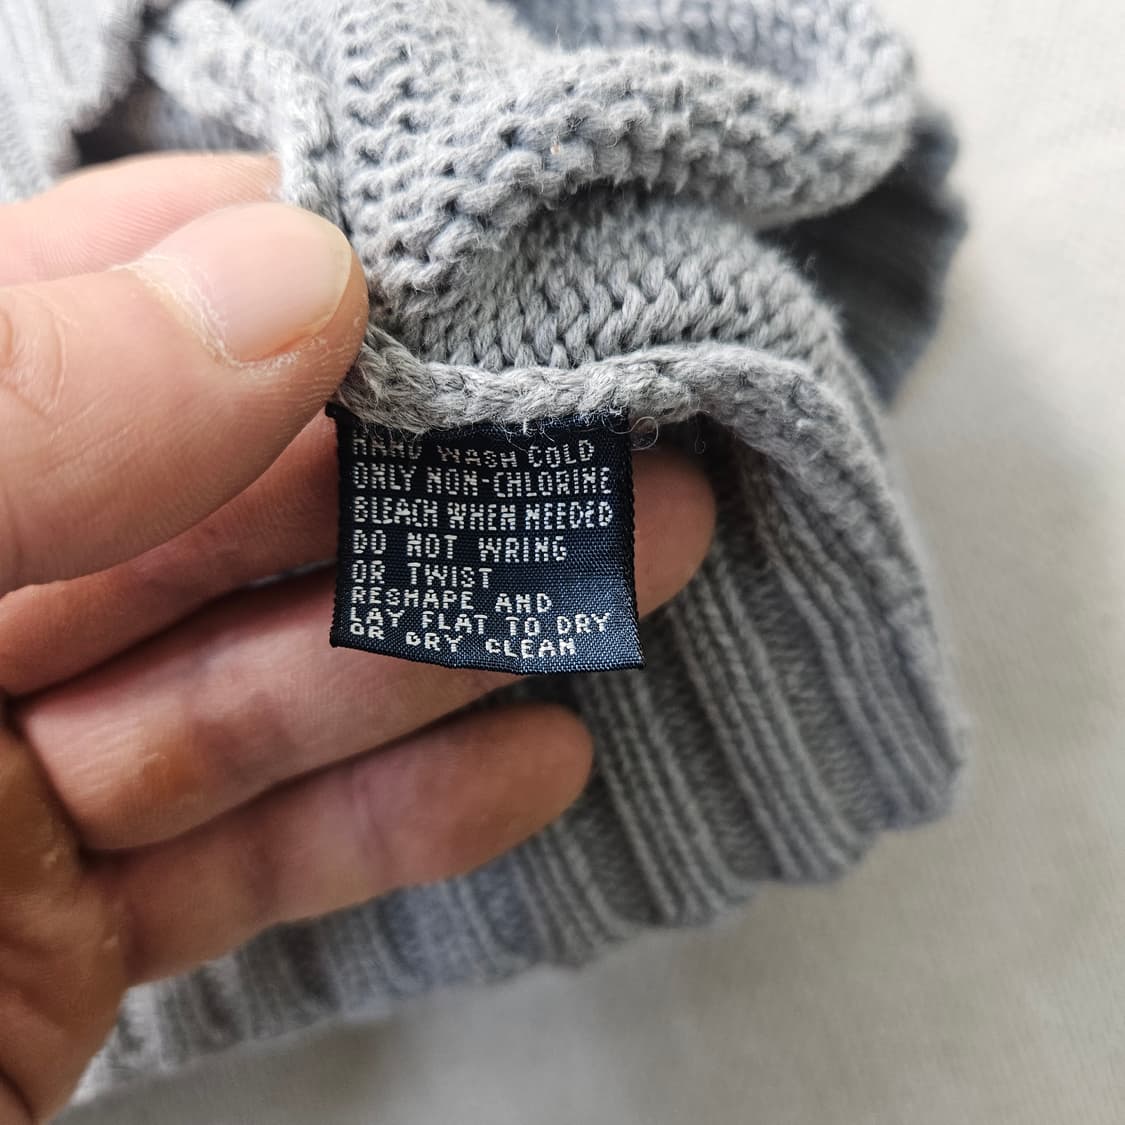 HAND WASH COLD
ONLY NON-CHLORINE
BLEACH WHEN NEEDED
DO NOT WRING
OR TWIST
RESHAPE AND
LAY FLAT TO DRY
OR DRY CLEAN